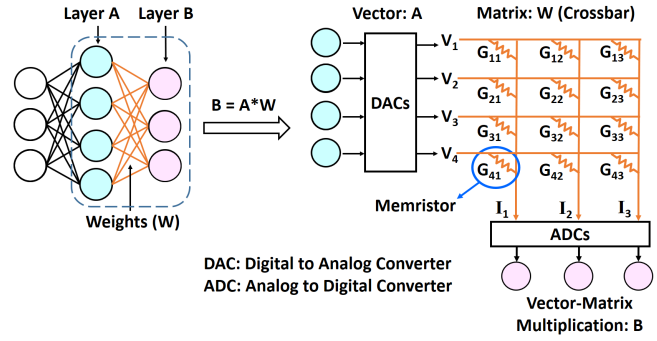 Layer A
Layer B
Weights (W)
B = A*W
Vector: A
Matrix: W (Crossbar)
DACs
V1
V2
V3
V4
G11
G12
G13
G21
G22
G23
G31
G32
G33
G41
G42
G43
Memristor
I1
I2
I3
ADCs
DAC: Digital to Analog Converter
ADC: Analog to Digital Converter
Vector-Matrix
Multiplication: B